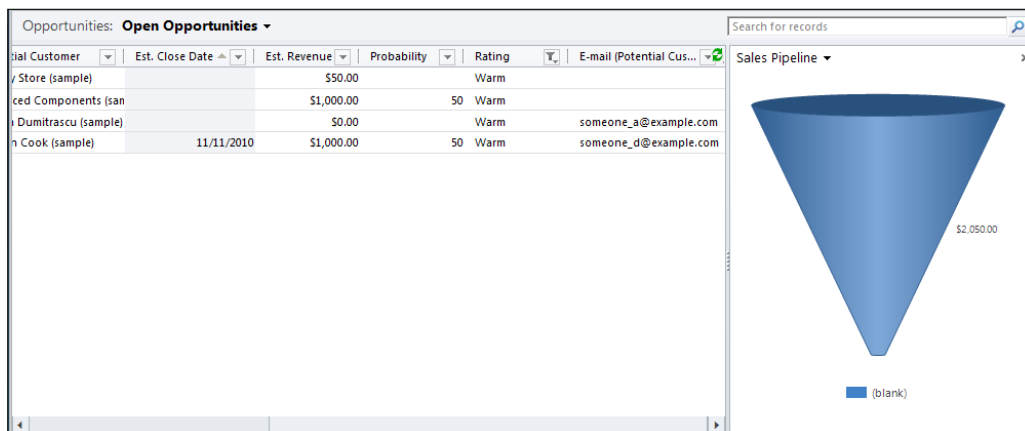 Opportunities: Open Opportunities
Search for records
tial Customer Est. Close Date Est. Revenue Probability Rating E-mail (Potential Cus...
Sales Pipeline
y Store (sample) $50.00 Warm
ced Components (san $1,000.00 50 Warm
n Dumitrascu (sample) $0.00 Warm someone_a@example.com
n Cook (sample) 11/11/2010 $1,000.00 50 Warm someone_d@example.com
$2,050.00
(blank)